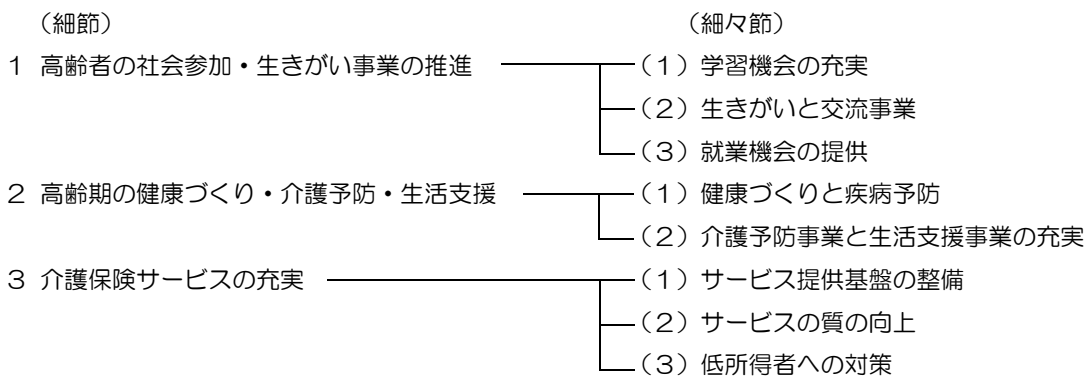 （細節）　（細々節）
１　高齢者の社会参加・生きがい事業の推進　（１）学習機会の充実
（２）生きがいと交流事業
（３）就業機会の提供
２　高齢期の健康づくり・介護予防・生活支援　（１）健康づくりと疾病予防
（２）介護予防事業と生活支援事業の充実
３　介護保険サービスの充実　（１）サービス提供基盤の整備
（２）サービスの質の向上
（３）低所得者への対策